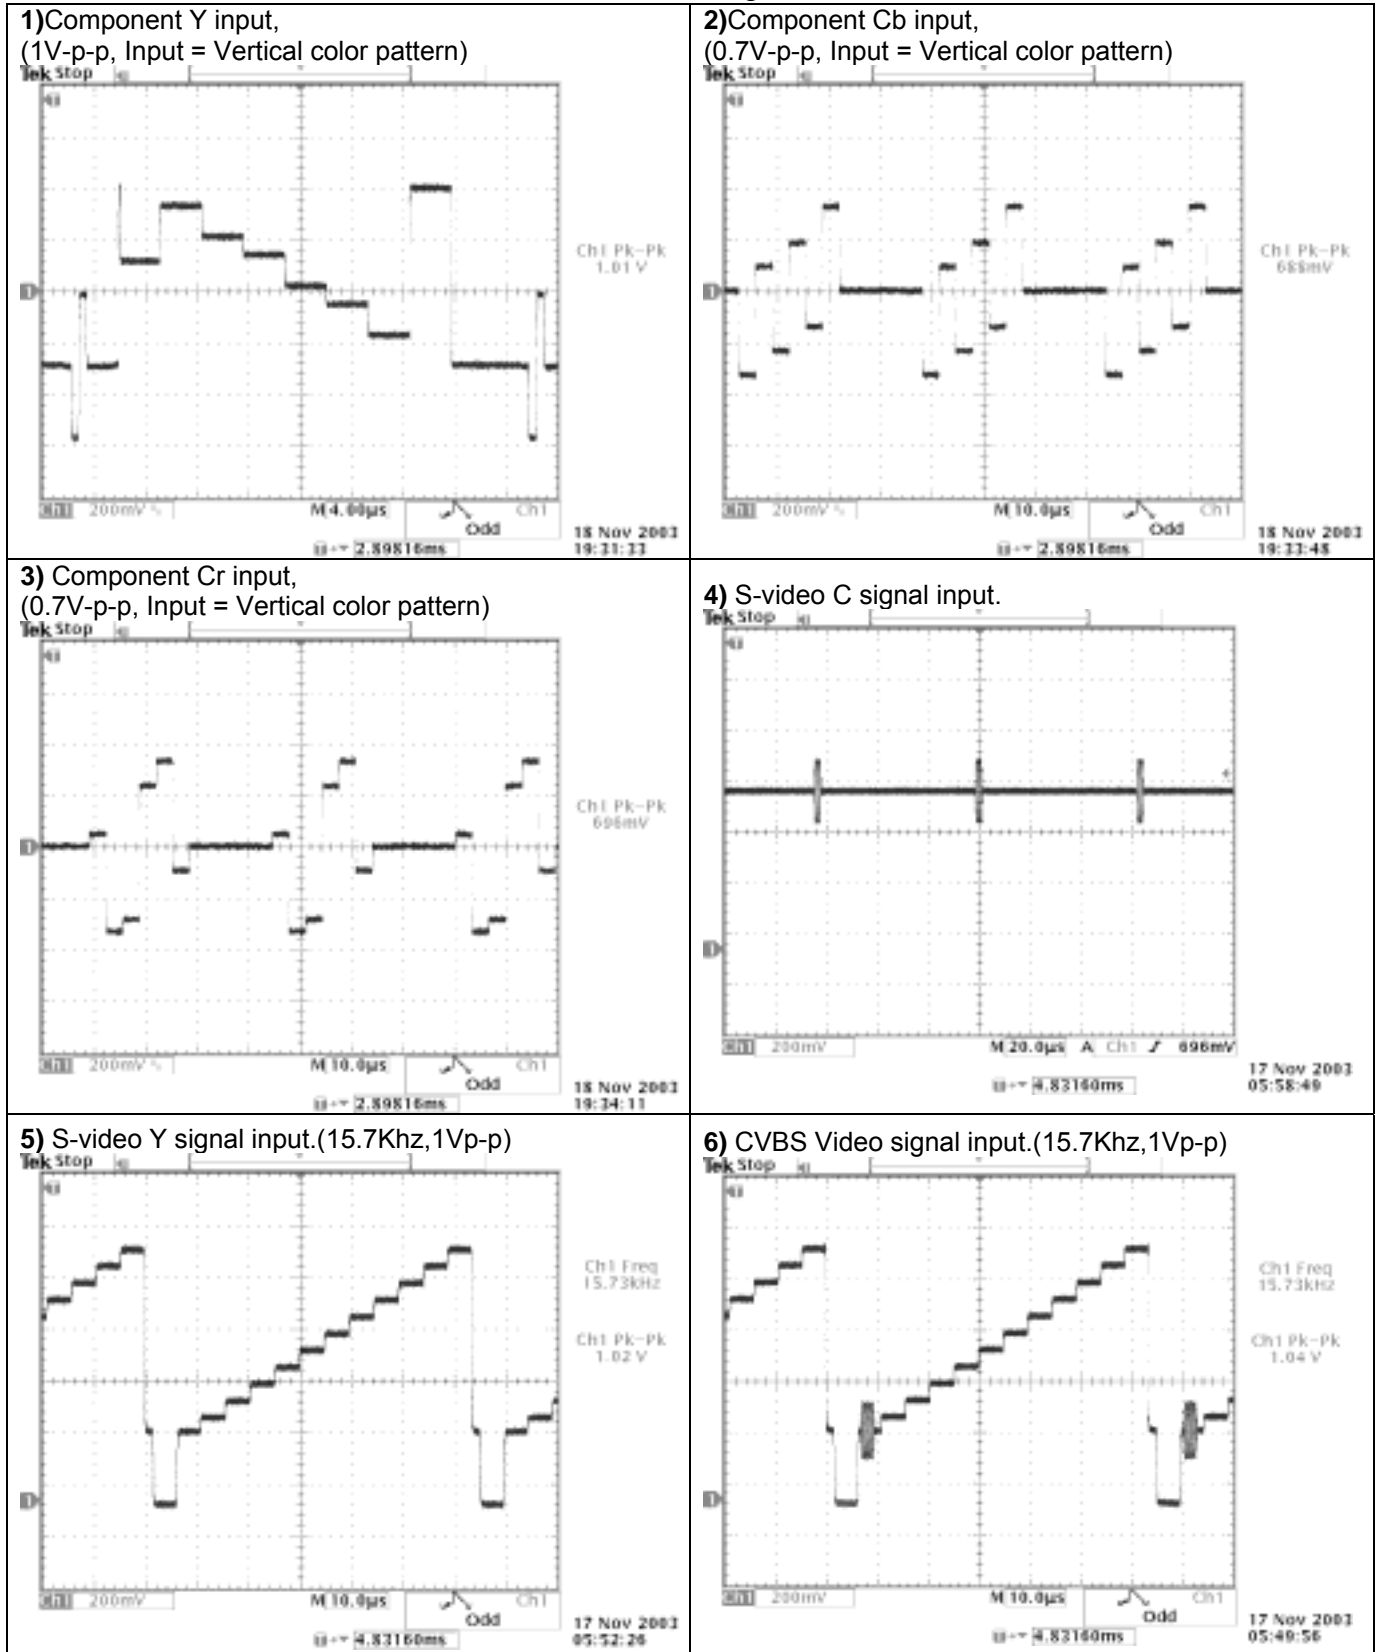 1)Component Y input,
(1V-p-p, Input = Vertical color pattern)
Tek Stop
Ch1 Pk-Pk
1.01 V
Ch1 200mV
M 4.00µs
Ch1
Odd
2.89816ms
18 Nov 2003
19:31:33
2)Component Cb input,
(0.7V-p-p, Input = Vertical color pattern)
Tek Stop
Ch1 Pk-Pk
688mV
Ch1 200mV
M 10.0µs
Ch1
Odd
2.89816ms
18 Nov 2003
19:33:48
3) Component Cr input,
(0.7V-p-p, Input = Vertical color pattern)
Tek Stop
Ch1 Pk-Pk
696mV
Ch1 200mV
M 10.0µs
Ch1
Odd
2.89816ms
18 Nov 2003
19:34:11
4) S-video C signal input.
Tek Stop
Ch1 200mV
M 20.0µs A Ch1 696mV
4.83160ms
17 Nov 2003
05:58:49
5) S-video Y signal input.(15.7Khz,1Vp-p)
Tek Stop
Ch1 Freq
15.73kHz
Ch1 Pk-Pk
1.02 V
Ch1 200mV
M 10.0µs
Ch1
Odd
4.83160ms
17 Nov 2003
05:52:26
6) CVBS Video signal input.(15.7Khz,1Vp-p)
Tek Stop
Ch1 Freq
15.73kHz
Ch1 Pk-Pk
1.04 V
Ch1 200mV
M 10.0µs
Ch1
Odd
4.83160ms
17 Nov 2003
05:49:56